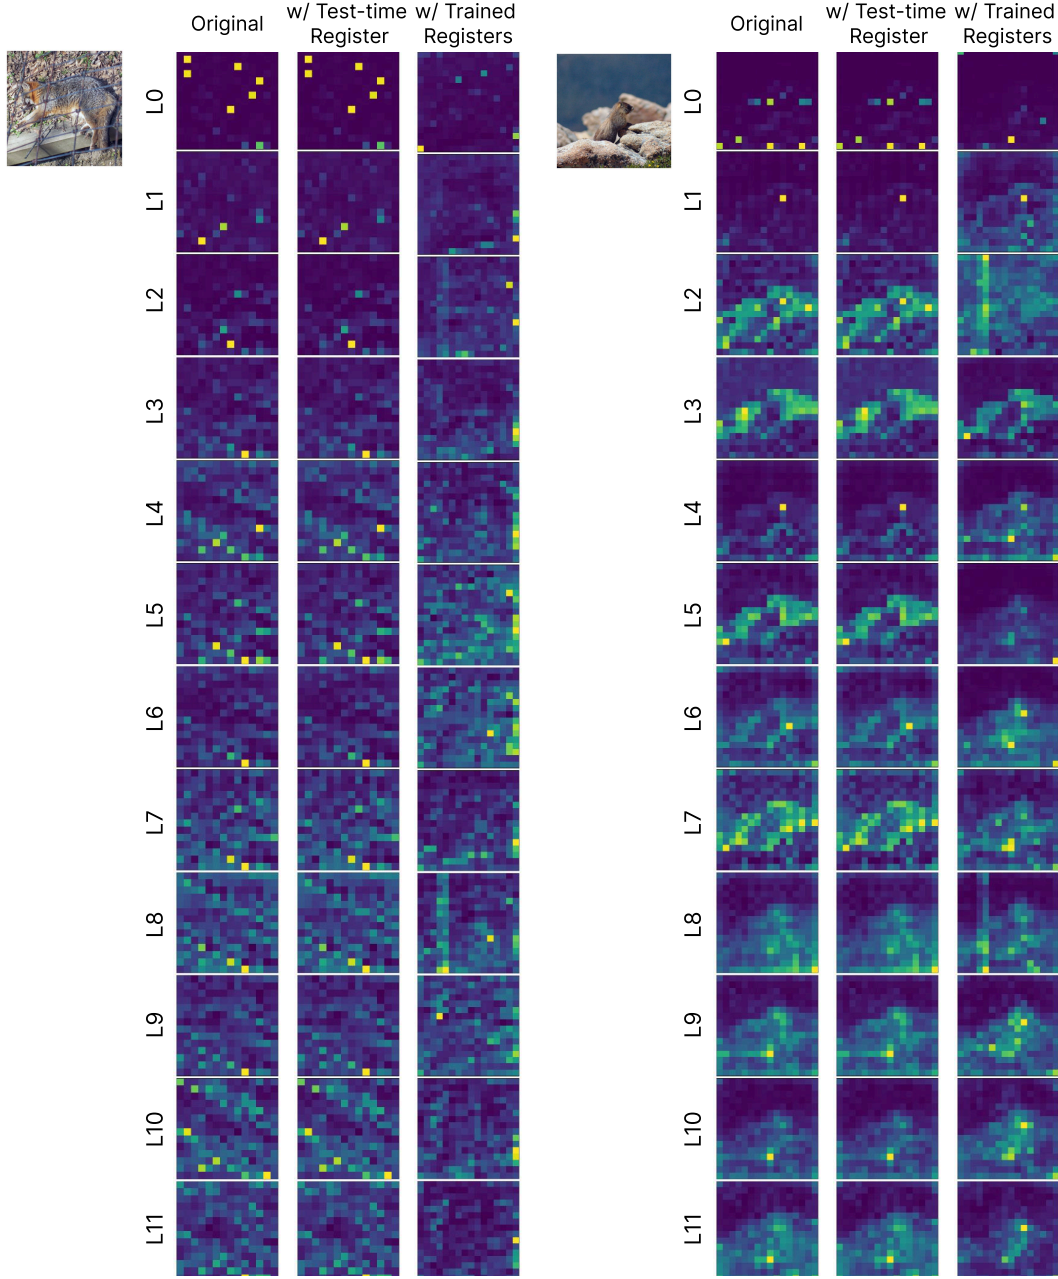 Original
w/ Test-time Register
w/ Trained Registers
Original
w/ Test-time Register
w/ Trained Registers
L0
L1
L2
L3
L4
L5
L6
L7
L8
L9
L10
L11
L0
L1
L2
L3
L4
L5
L6
L7
L8
L9
L10
L11